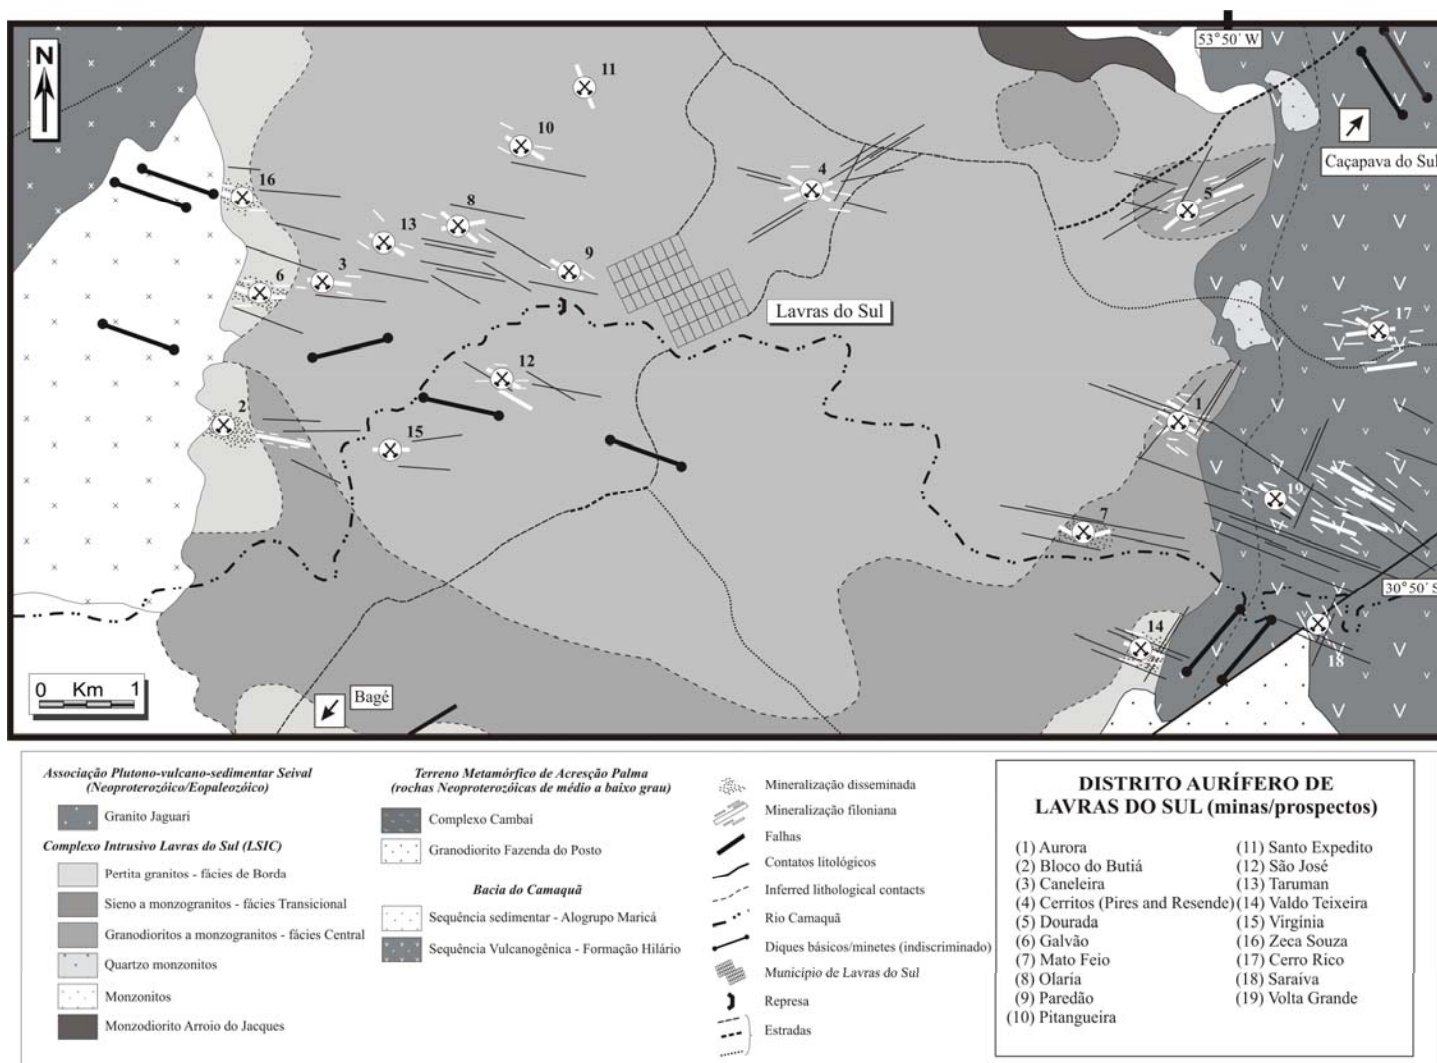 53°50´ W
N
11
10
16
4
5
Caçapava do Sul
8
13
9
3
6
17
Lavras do Sul
12
2
1
15
19
7
30°50´ S
14
18
0 Km 1
Bagé
Associação Plutono-vulcano-sedimentar Seival
(Neoproterozóico/Eopaleozóico)
Granito Jaguari
Complexo Intrusivo Lavras do Sul (LSIC)
Pertita granitos - fácies de Borda
Sieno a monzogranitos - fácies Transicional
Granodioritos a monzogranitos - fácies Central
Quartzo monzonitos
Monzonitos
Monzodiorito Arroio do Jacques
Terreno Metamórfico de Acresção Palma
(rochas Neoproterozóicas de médio a baixo grau)
Complexo Cambaí
Granodiorito Fazenda do Posto
Bacia do Camaquã
Sequência sedimentar - Alogrupo Maricá
Sequência Vulcanogênica - Formação Hilário
Mineralização disseminada
Mineralização filoniana
Falhas
Contatos litológicos
Inferred lithological contacts
Rio Camaquã
Diques básicos/minetes (indiscriminado)
Município de Lavras do Sul
Represa
Estradas
DISTRITO AURÍFERO DE
LAVRAS DO SUL (minas/prospectos)
(1) Aurora
(2) Bloco do Butiá
(3) Caneleira
(4) Cerritos (Pires and Resende)
(5) Dourada
(6) Galvão
(7) Mato Feio
(8) Olaria
(9) Paredão
(10) Pitangueira
(11) Santo Expedito
(12) São José
(13) Taruman
(14) Valdo Teixeira
(15) Virgínia
(16) Zeca Souza
(17) Cerro Rico
(18) Saraíva
(19) Volta Grande